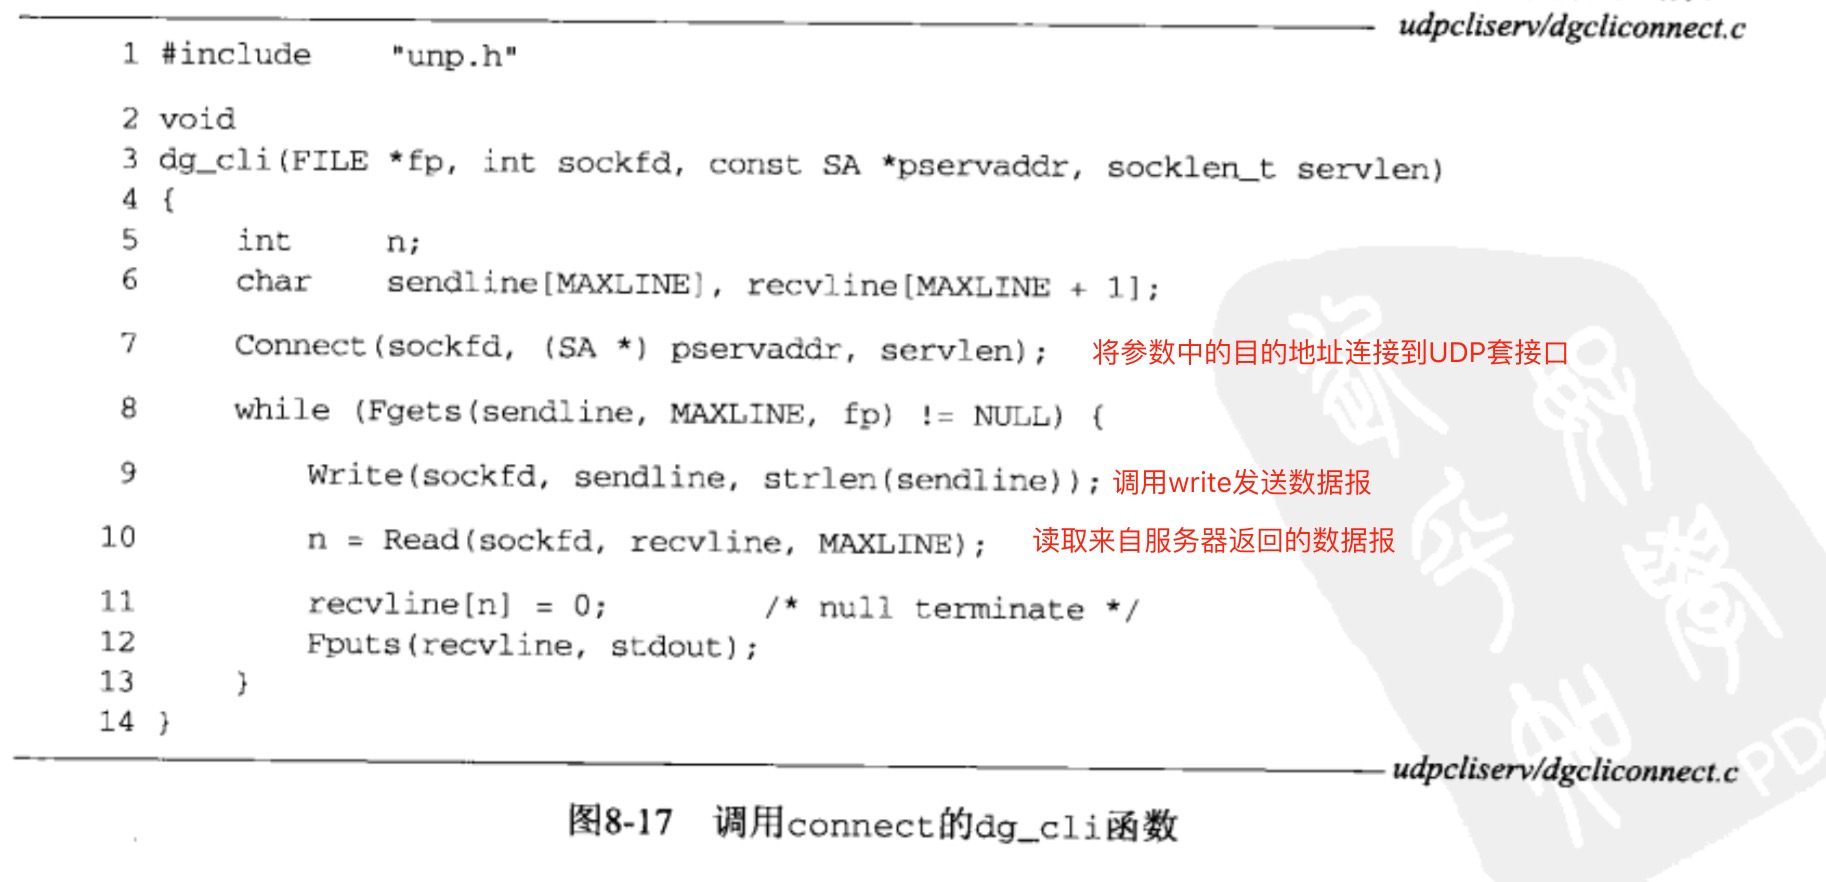 udpcliserv/dgcliconnect.c
1 #include "unp.h"
2 void
3 dg_cli(FILE *fp, int sockfd, const SA *pservaddr, socklen_t servlen)
4 {
5 int n;
6 char sendline[MAXLINE], recvline[MAXLINE + 1];
7 Connect(sockfd, (SA *) pservaddr, servlen); 将参数中的目的地址连接到UDP套接口
8 while (Fgets(sendline, MAXLINE, fp) != NULL) {
9 Write(sockfd, sendline, strlen(sendline)); 调用write发送数据报
10 n = Read(sockfd, recvline, MAXLINE); 读取来自服务器返回的数据报
11 recvline[n] = 0; /* null terminate */
12 Fputs(recvline, stdout);
13 }
14 }
udpcliserv/dgcliconnect.c
PD
图8-17 调用connect的dg_cli函数